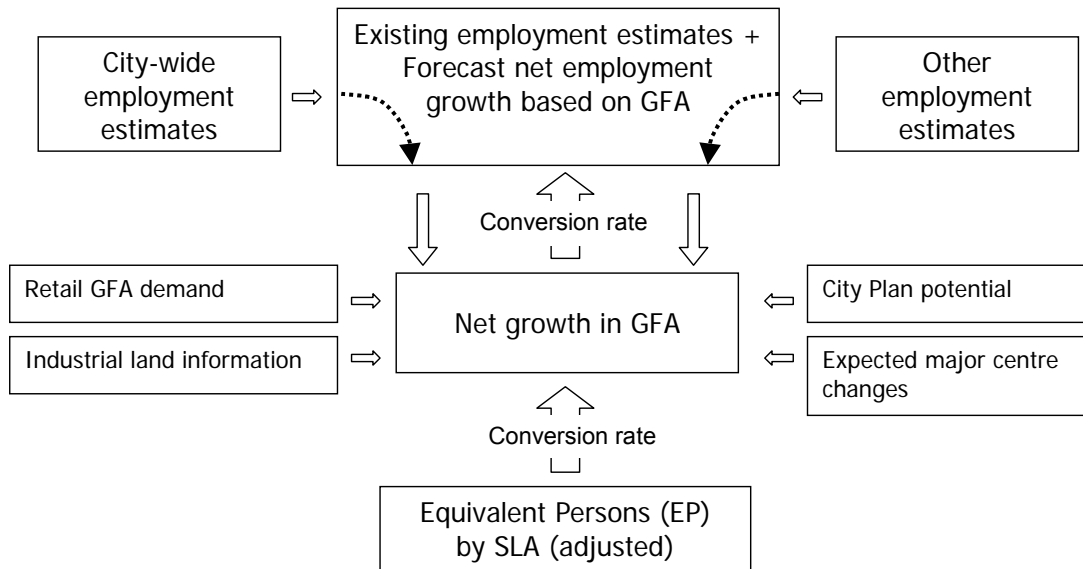 City-wide
employment
estimates
Existing employment estimates +
Forecast net employment
growth based on GFA
Other
employment
estimates
Conversion rate
Retail GFA demand
Industrial land information
Net growth in GFA
City Plan potential
Expected major centre
changes
Conversion rate
Equivalent Persons (EP)
by SLA (adjusted)